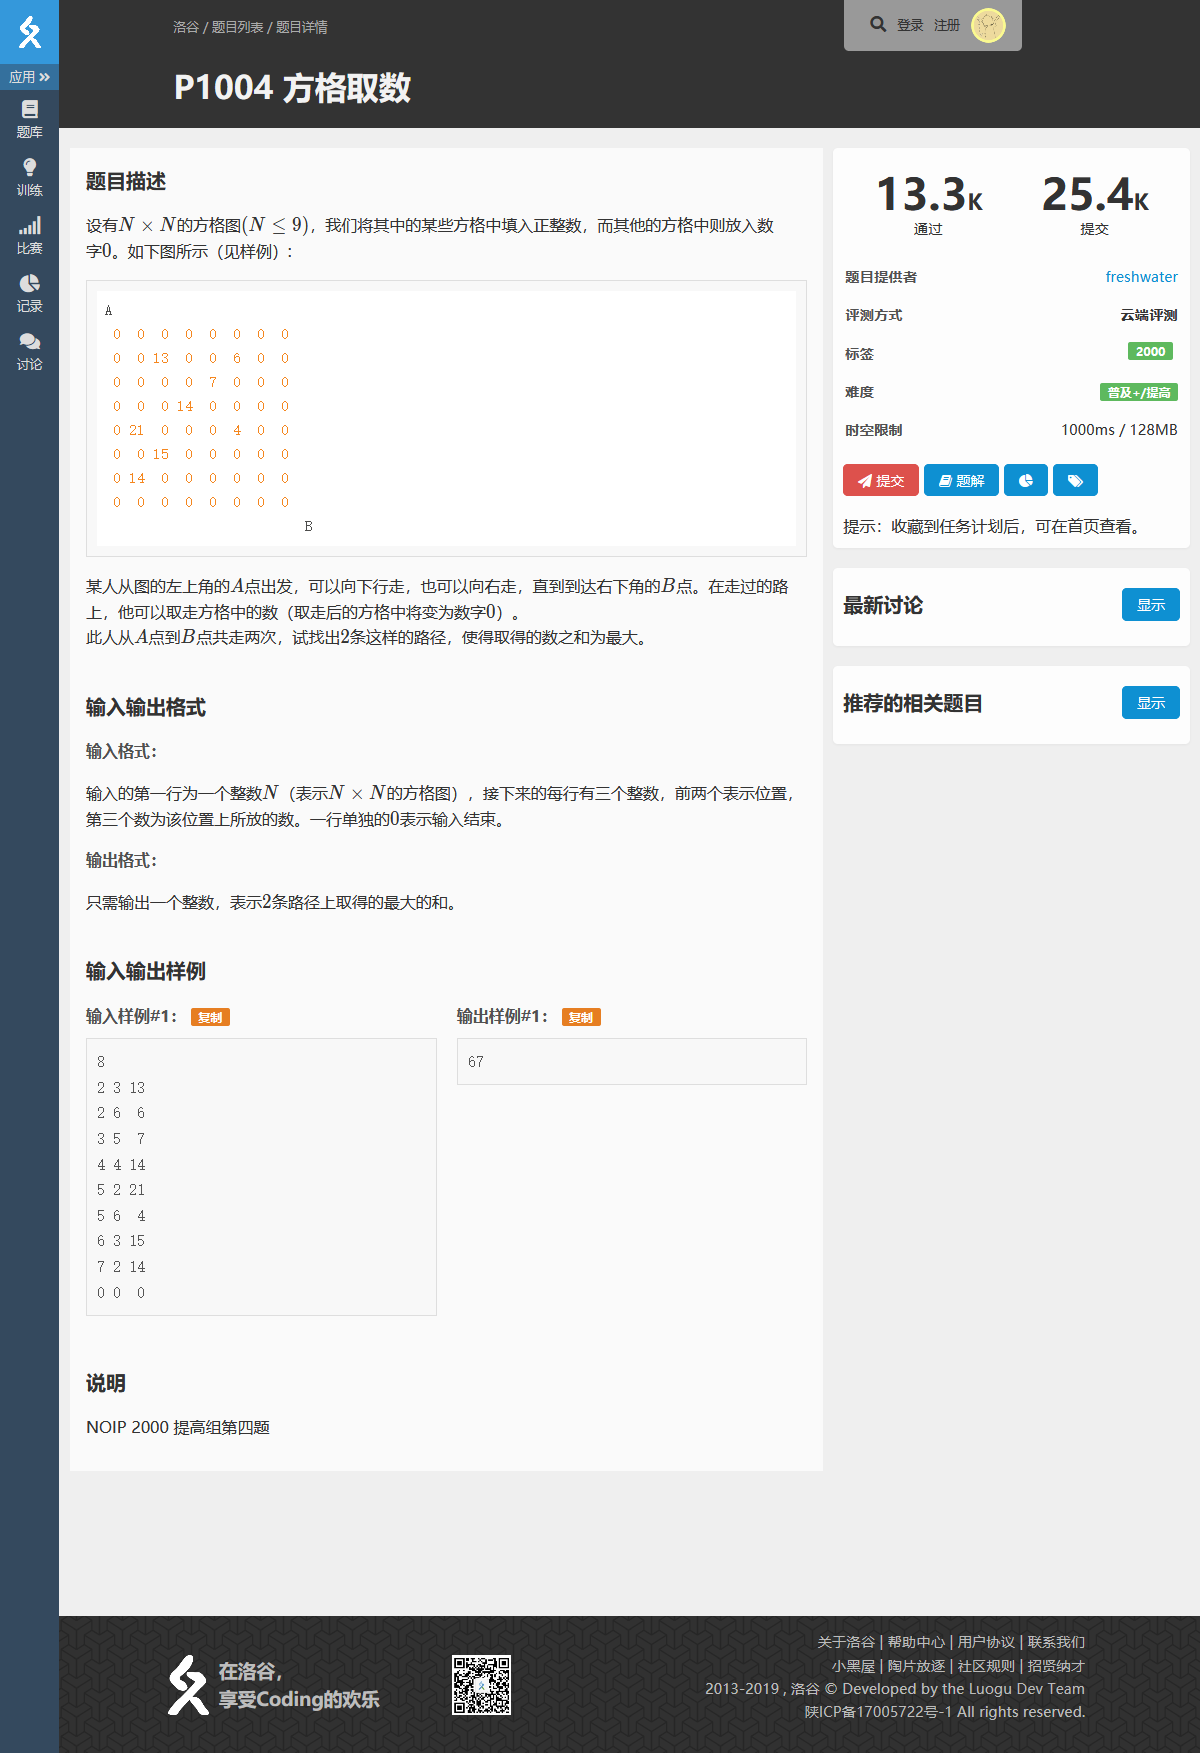 洛谷 / 题目列表 / 题目详情
登录 注册
P1004 方格取数
应用
题库
训练
比赛
记录
讨论
题目描述
设有N × N的方格图(N ≤ 9)，我们将其中的某些方格中填入正整数，而其他的方格中则放入数
字0。如下图所示（见样例）:
A
0 0 0 0 0 0 0 0
0 0 13 0 0 6 0 0
0 0 0 0 7 0 0 0
0 0 0 14 0 0 0 0
0 21 0 0 0 4 0 0
0 0 15 0 0 0 0 0
0 14 0 0 0 0 0 0
0 0 0 0 0 0 0 0
B
某人从图的左上角的A点出发，可以向下行走，也可以向右走，直到到达右下角的B点。在走过的路
上，他可以取走方格中的数（取走后的方格中将变为数字0）。
此人从A点到B点共走两次，试找出2条这样的路径，使得取得的数之和为最大。
输入输出格式
输入格式：
输入的第一行为一个整数N（表示N × N的方格图），接下来的每行有三个整数，前两个表示位置，
第三个数为该位置上所放的数。一行单独的0表示输入结束。
输出格式：
只需输出一个整数，表示2条路径上取得的最大的和。
输入输出样例
输入样例#1： 复制
8
2 3 13
2 6 6
3 5 7
4 4 14
5 2 21
5 6 4
6 3 15
7 2 14
0 0 0
输出样例#1： 复制
67
说明
NOIP 2000 提高组第四题
13.3K
通过
25.4K
提交
题目提供者 freshwater
评测方式 云端评测
标签 2000
难度 普及+/提高
时空限制 1000ms / 128MB
提交 题解
提示：收藏到任务计划后，可在首页查看。
最新讨论 显示
推荐的相关题目 显示
在洛谷，
享受Coding的欢乐
关于洛谷 | 帮助中心 | 用户协议 | 联系我们
小黑屋 | 陶片放逐 | 社区规则 | 招贤纳才
2013-2019 , 洛谷 © Developed by the Luogu Dev Team
陕ICP备17005722号-1 All rights reserved.